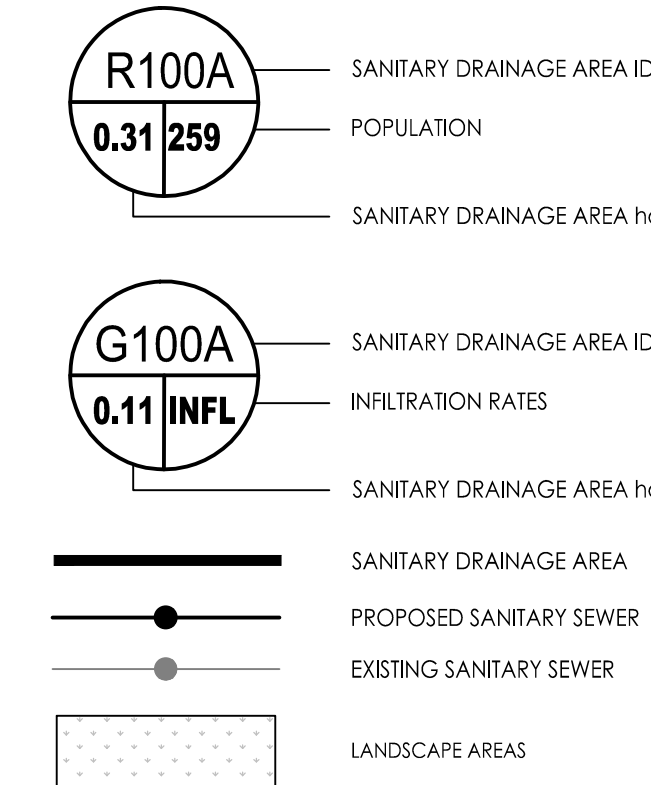 R100A
SANITARY DRAINAGE AREA ID
0.31 259
POPULATION
SANITARY DRAINAGE AREA
G100A
SANITARY DRAINAGE AREA ID
0.11 INFL
INFILTRATION RATES
SANITARY DRAINAGE AREA
SANITARY DRAINAGE AREA
PROPOSED SANITARY SEWER
EXISTING SANITARY SEWER
LANDSCAPE AREAS